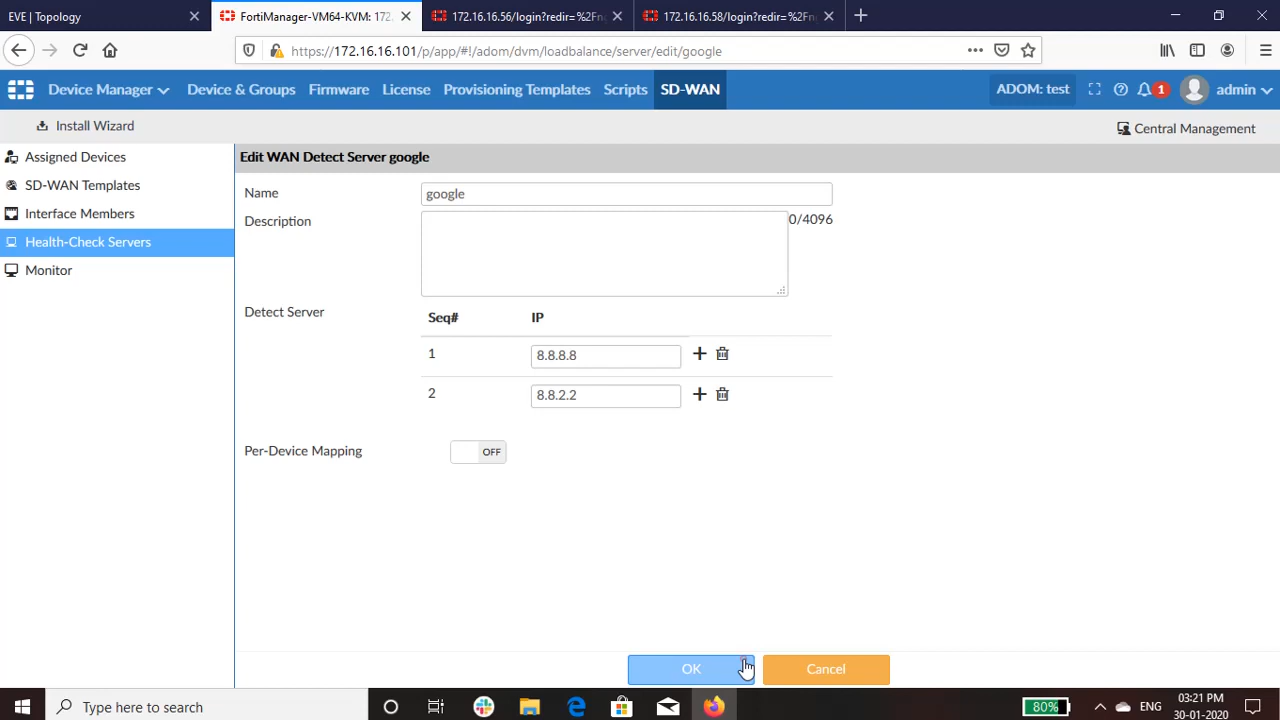 EVE | Topology
FortiManager-VM64-KVM: 172.
172.16.16.56/login?redir=%2Fn
172.16.16.58/login?redir=%2Fn
https://172.16.16.101/p/app/#!/adom/dvm/loadbalance/server/edit/google
Device Manager
Device & Groups
Firmware
License
Provisioning Templates
Scripts
SD-WAN
ADOM: test
1
admin
Install Wizard
Central Management
Assigned Devices
SD-WAN Templates
Interface Members
Health-Check Servers
Monitor
Edit WAN Detect Server google
Name
google
Description
0/4096
Detect Server
Seq#
IP
1
8.8.8.8
2
8.8.2.2
Per-Device Mapping
OFF
OK
Cancel
Type here to search
80%
ENG
03:21 PM
30-01-2020